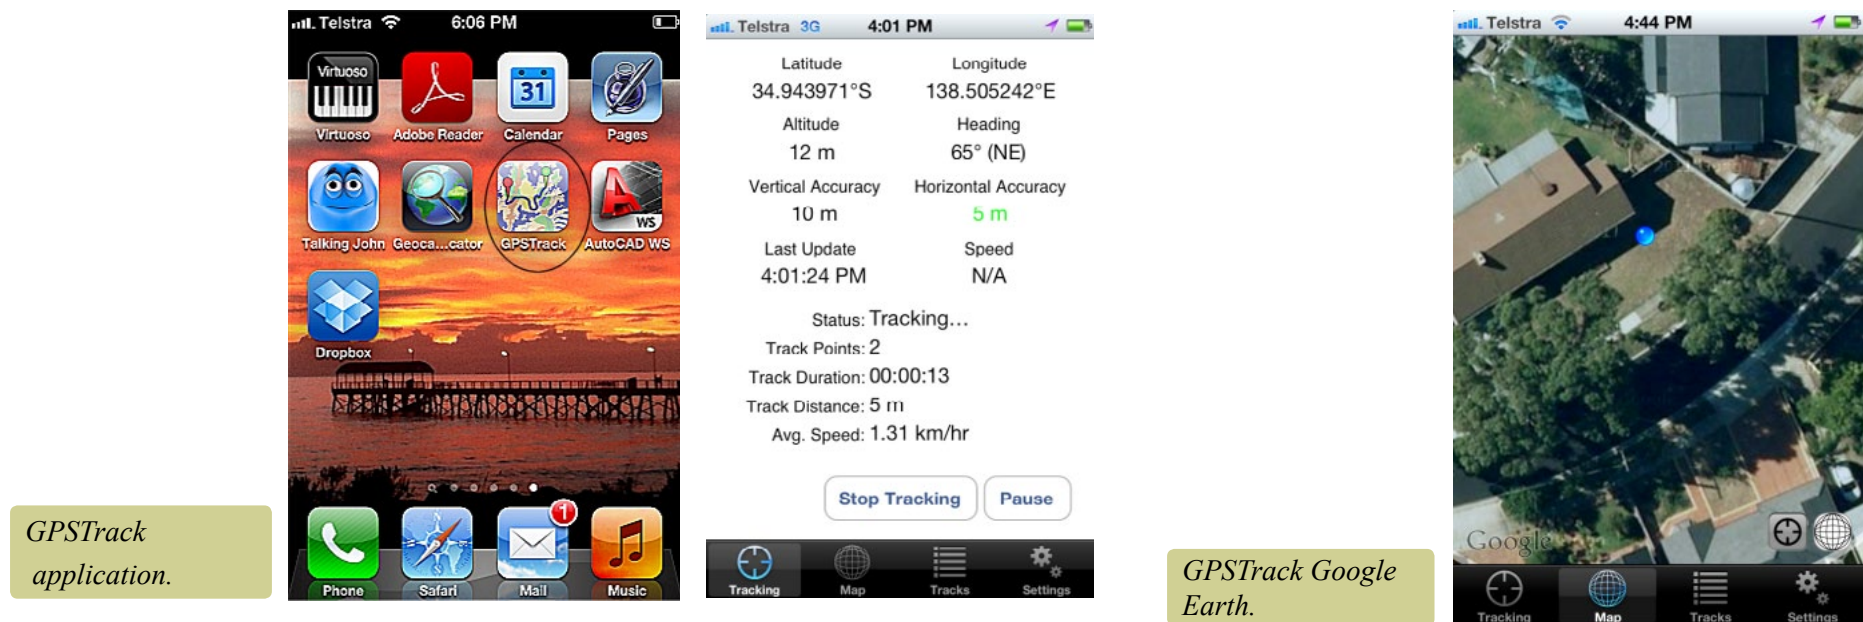 GPSTrack
application.
Telstra 6:06 PM
Virtuoso
31
Virtuoso Adobe Reader Calendar Pages
WS
Talking John Geoca...cator GPSTrack AutoCAD WS
Dropbox
1
Phone Safari Mail Music
Telstra 3G 4:01 PM
Latitude Longitude
34.943971°S 138.505242°E
Altitude Heading
12 m 65° (NE)
Vertical Accuracy Horizontal Accuracy
10 m 5 m
Last Update Speed
4:01:24 PM N/A
Status: Tracking...
Track Points: 2
Track Duration: 00:00:13
Track Distance: 5 m
Avg. Speed: 1.31 km/hr
Stop Tracking Pause
Tracking Map Tracks Settings
GPSTrack Google
Earth.
Telstra 4:44 PM
Google
Tracking Map Tracks Settings